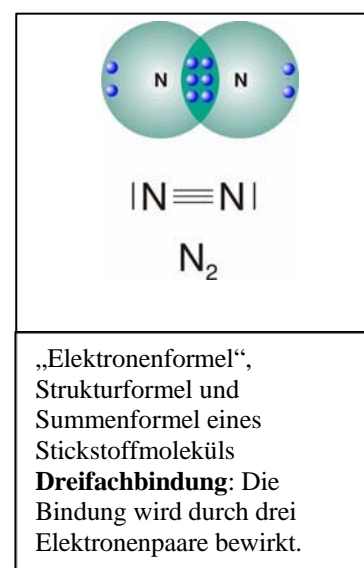 N N
|N≡N|
N₂
„Elektronenformel“,
Strukturformel und
Summenformel eines
Stickstoffmoleküls
Dreifachbindung: Die
Bindung wird durch drei
Elektronenpaare bewirkt.